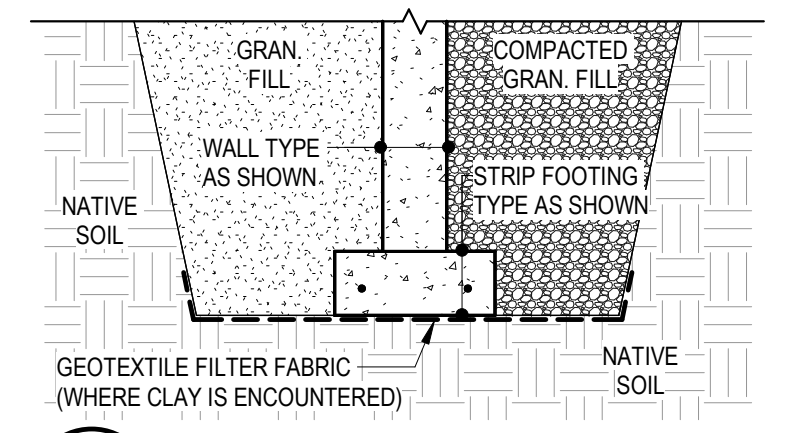 GRAN.
FILL
COMPACTED
GRAN. FILL
WALL TYPE
AS SHOWN
STRIP FOOTING
TYPE AS SHOWN
NATIVE
SOIL
GEOTEXTILE FILTER FABRIC
(WHERE CLAY IS ENCOUNTERED)
NATIVE
SOIL